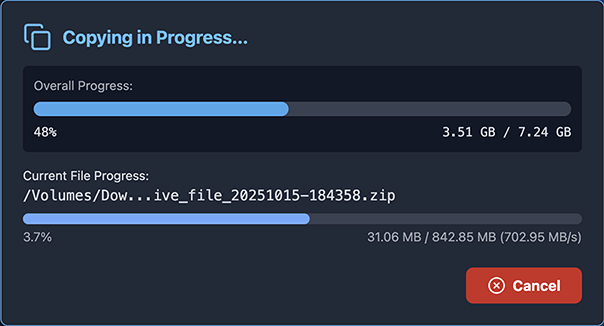 Copying in Progress...
Overall Progress:
48% 3.51 GB / 7.24 GB
Current File Progress:
/Volumes/Dow...ive_file_20251015-184358.zip
3.7% 31.06 MB / 842.85 MB (702.95 MB/s)
Cancel